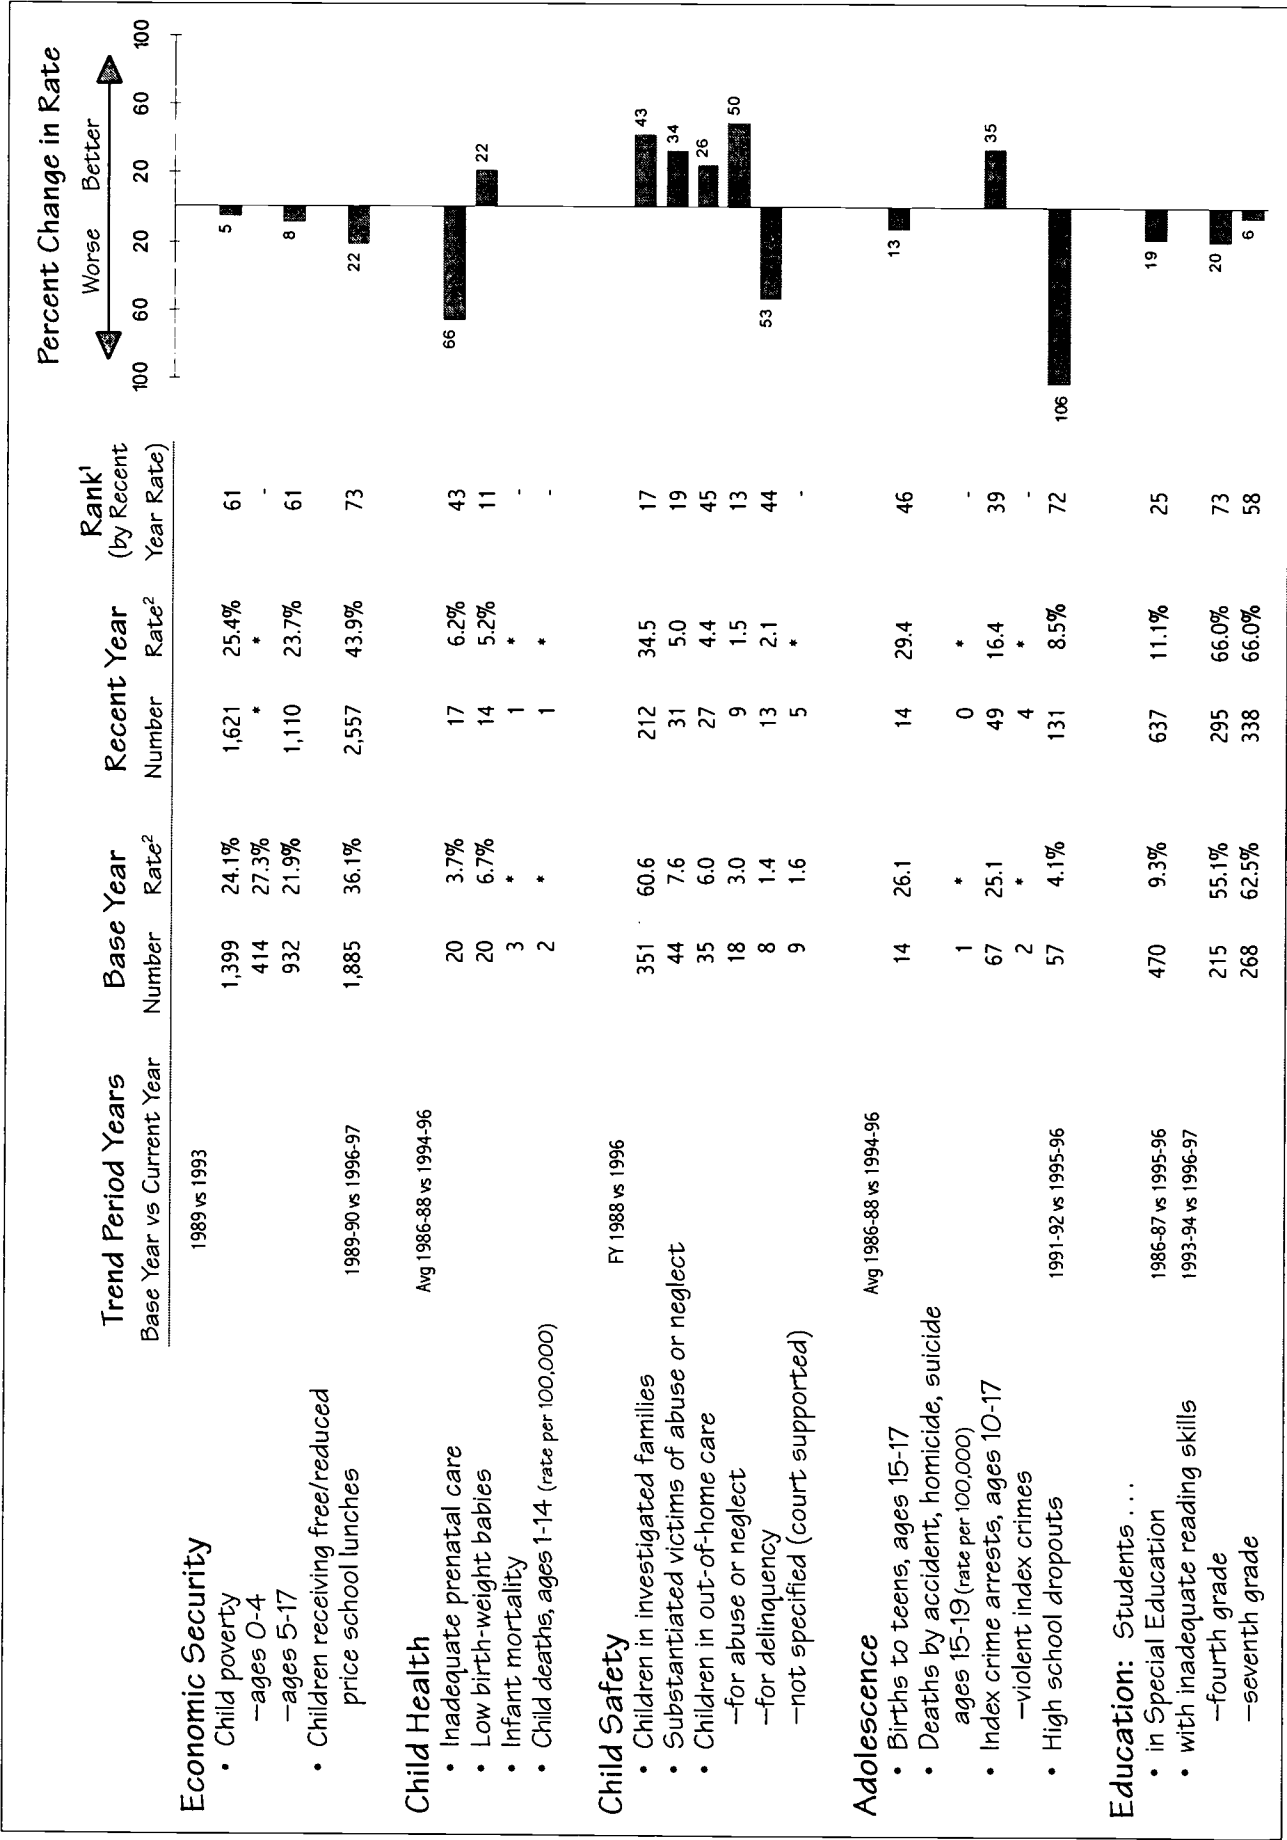 Trend Period Years Base Year Recent Year Rank¹ Percent Change in Rate
Base Year vs Current Year Number Rate² Number Rate² (by Recent Year Rate) Worse Better
100 60 20 20 60 100
Economic Security
• Child poverty 1989 vs 1993 1,399 24.1% 1,621 25.4% 61 5
–ages 0-4 414 27.3% * * -
–ages 5-17 932 21.9% 1,110 23.7% 61 8
• Children receiving free/reduced
price school lunches 1989-90 vs 1996-97 1,885 36.1% 2,557 43.9% 73 22
Child Health Avg 1986-88 vs 1994-96
• Inadequate prenatal care 20 3.7% 17 6.2% 43 66
• Low birth-weight babies 20 6.7% 14 5.2% 11 22
• Infant mortality 3 * 1 * -
• Child deaths, ages 1-14 (rate per 100,000) 2 * 1 * -
Child Safety FY 1988 vs 1996
• Children in investigated families 351 60.6 212 34.5 17 43
• Substantiated victims of abuse or neglect 44 7.6 31 5.0 19 34
• Children in out-of-home care 35 6.0 27 4.4 45 26
–for abuse or neglect 18 3.0 9 1.5 13 50
–for delinquency 8 1.4 13 2.1 44 53
–not specified (court supported) 9 1.6 5 * -
Adolescence Avg 1986-88 vs 1994-96
• Births to teens, ages 15-17 14 26.1 14 29.4 46 13
• Deaths by accident, homicide, suicide
ages 15-19 (rate per 100,000) 1 * 0 * -
• Index crime arrests, ages 10-17 67 25.1 49 16.4 39 35
–violent index crimes 2 * 4 * -
• High school dropouts 1991-92 vs 1995-96 57 4.1% 131 8.5% 72 106
Education: Students ...
• in Special Education 1986-87 vs 1995-96 470 9.3% 637 11.1% 25 19
• with inadequate reading skills 1993-94 vs 1996-97
–fourth grade 215 55.1% 295 66.0% 73 20
–seventh grade 268 62.5% 338 66.0% 58 6